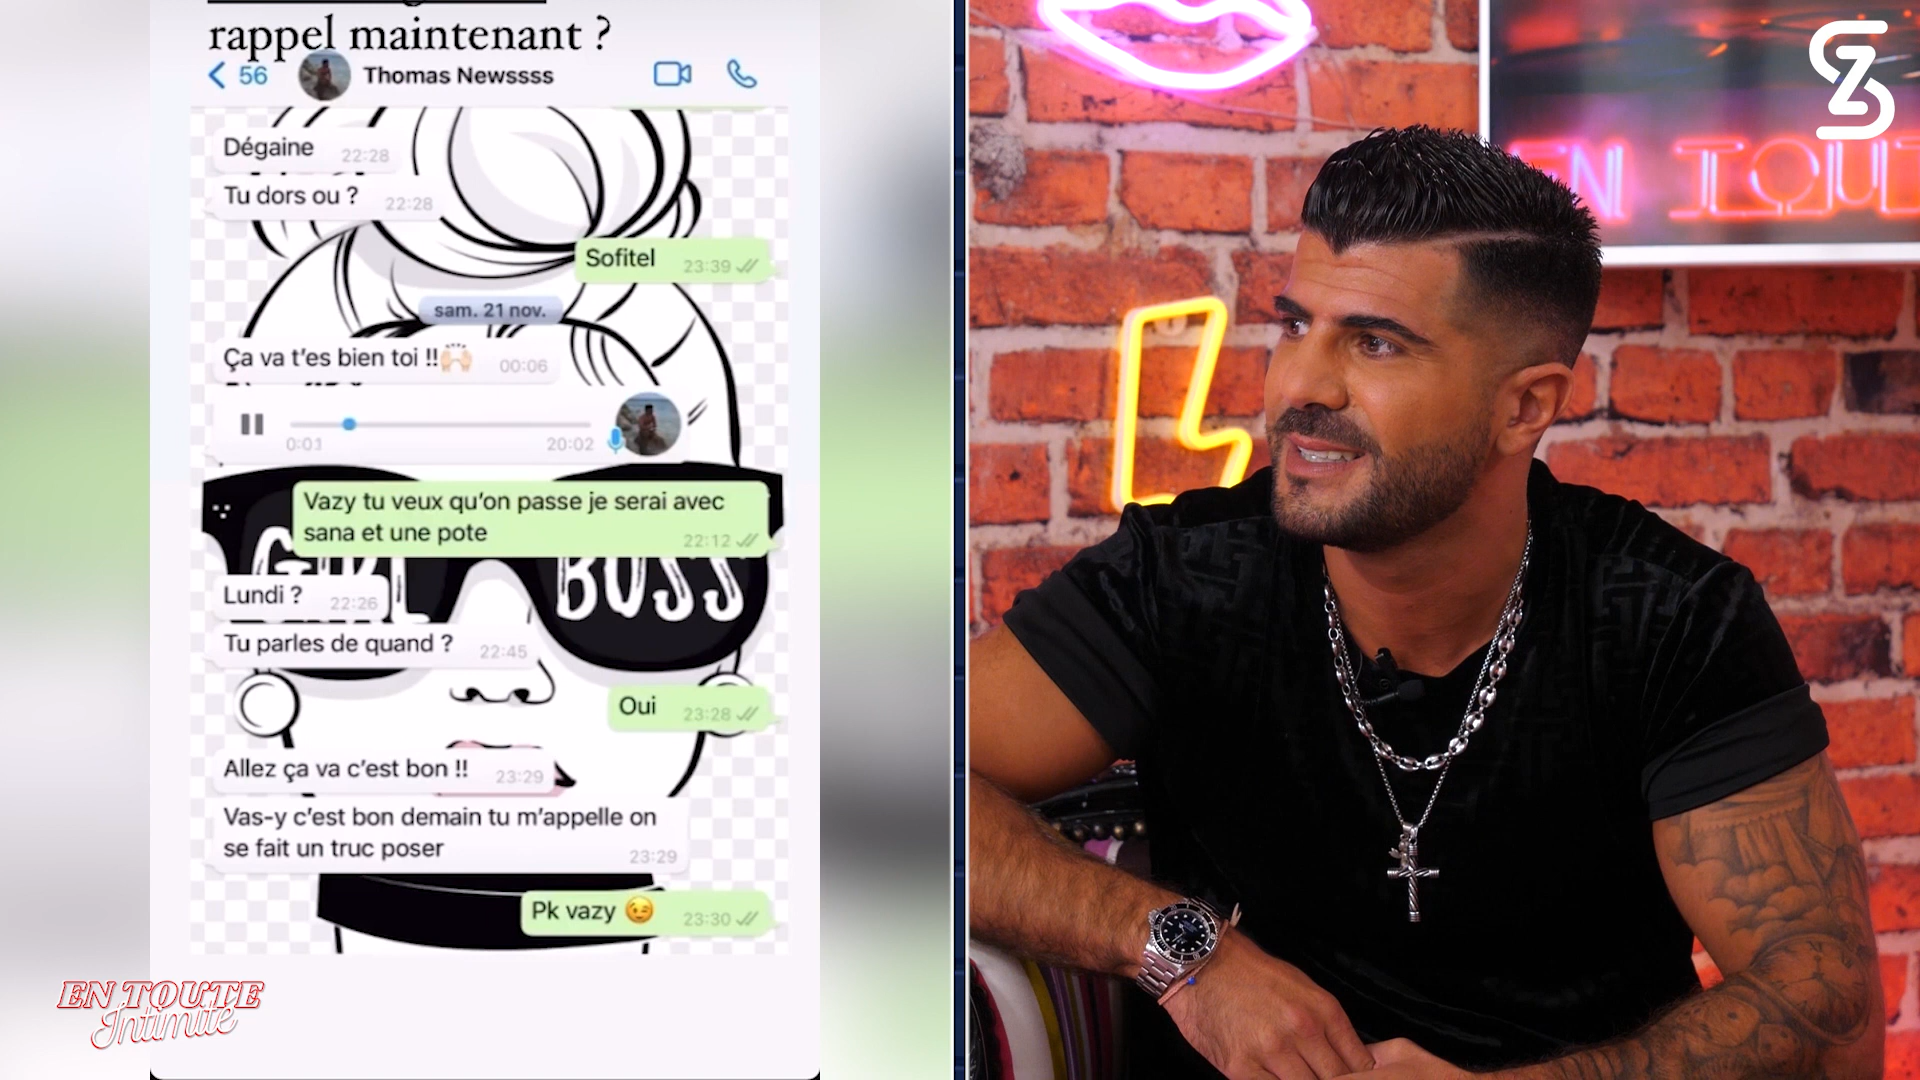 rappel maintenant ?
56
Thomas Newssss
Dégaine 22:28
Tu dors ou ? 22:28
Sofitel 23:39
sam. 21 nov.
Ça va t'es bien toi !!🙌🏻 00:06
0:01 20:02
Vazy tu veux qu'on passe je serai avec
sana et une pote 22:12
GIRL BOSS
Lundi ? 22:26
Tu parles de quand ? 22:45
Oui 23:28
Allez ça va c'est bon !! 23:29
Vas-y c'est bon demain tu m'appelle on
se fait un truc poser 23:29
Pk vazy 😉 23:30
EN TOUTE
Intimité
EN TOUT